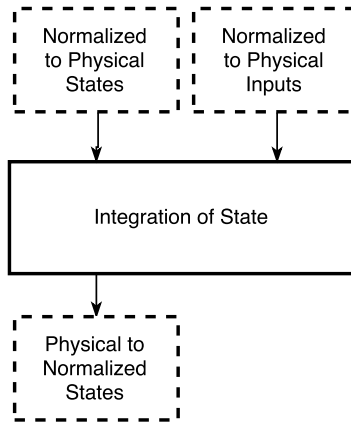 Normalized
to Physical
States
Normalized
to Physical
Inputs
Integration of State
Physical to
Normalized
States